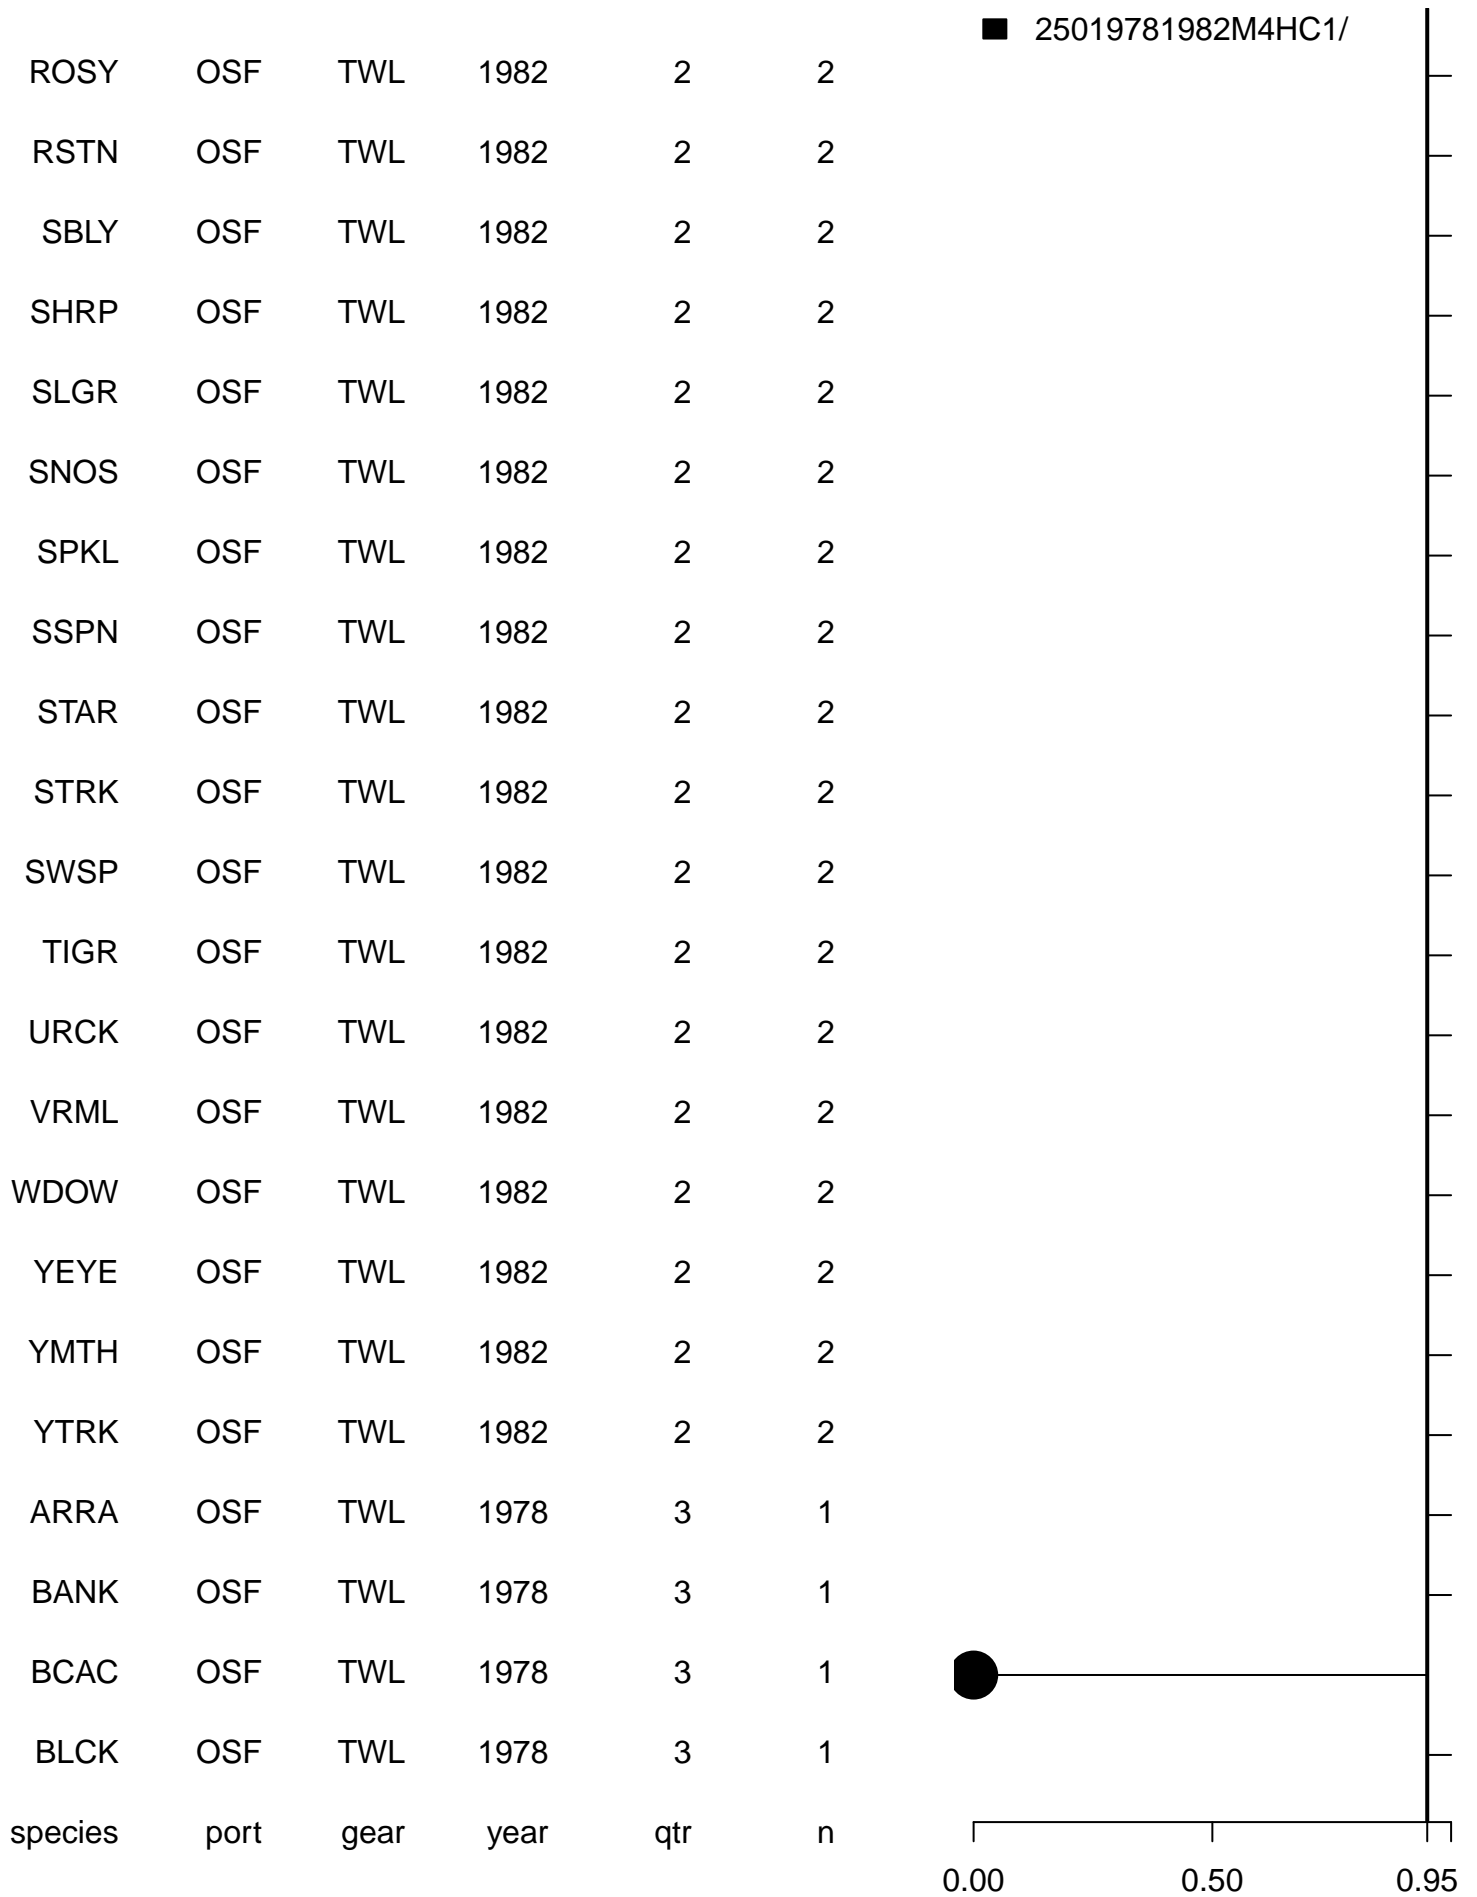 25019781982M4HC1/
ROSY OSF TWL 1982 2 2
RSTN OSF TWL 1982 2 2
SBLY OSF TWL 1982 2 2
SHRP OSF TWL 1982 2 2
SLGR OSF TWL 1982 2 2
SNOS OSF TWL 1982 2 2
SPKL OSF TWL 1982 2 2
SSPN OSF TWL 1982 2 2
STAR OSF TWL 1982 2 2
STRK OSF TWL 1982 2 2
SWSP OSF TWL 1982 2 2
TIGR OSF TWL 1982 2 2
URCK OSF TWL 1982 2 2
VRML OSF TWL 1982 2 2
WDOW OSF TWL 1982 2 2
YEYE OSF TWL 1982 2 2
YMTH OSF TWL 1982 2 2
YTRK OSF TWL 1982 2 2
ARRA OSF TWL 1978 3 1
BANK OSF TWL 1978 3 1
BCAC OSF TWL 1978 3 1
BLCK OSF TWL 1978 3 1
species port gear year qtr n
0.00 0.50 0.95